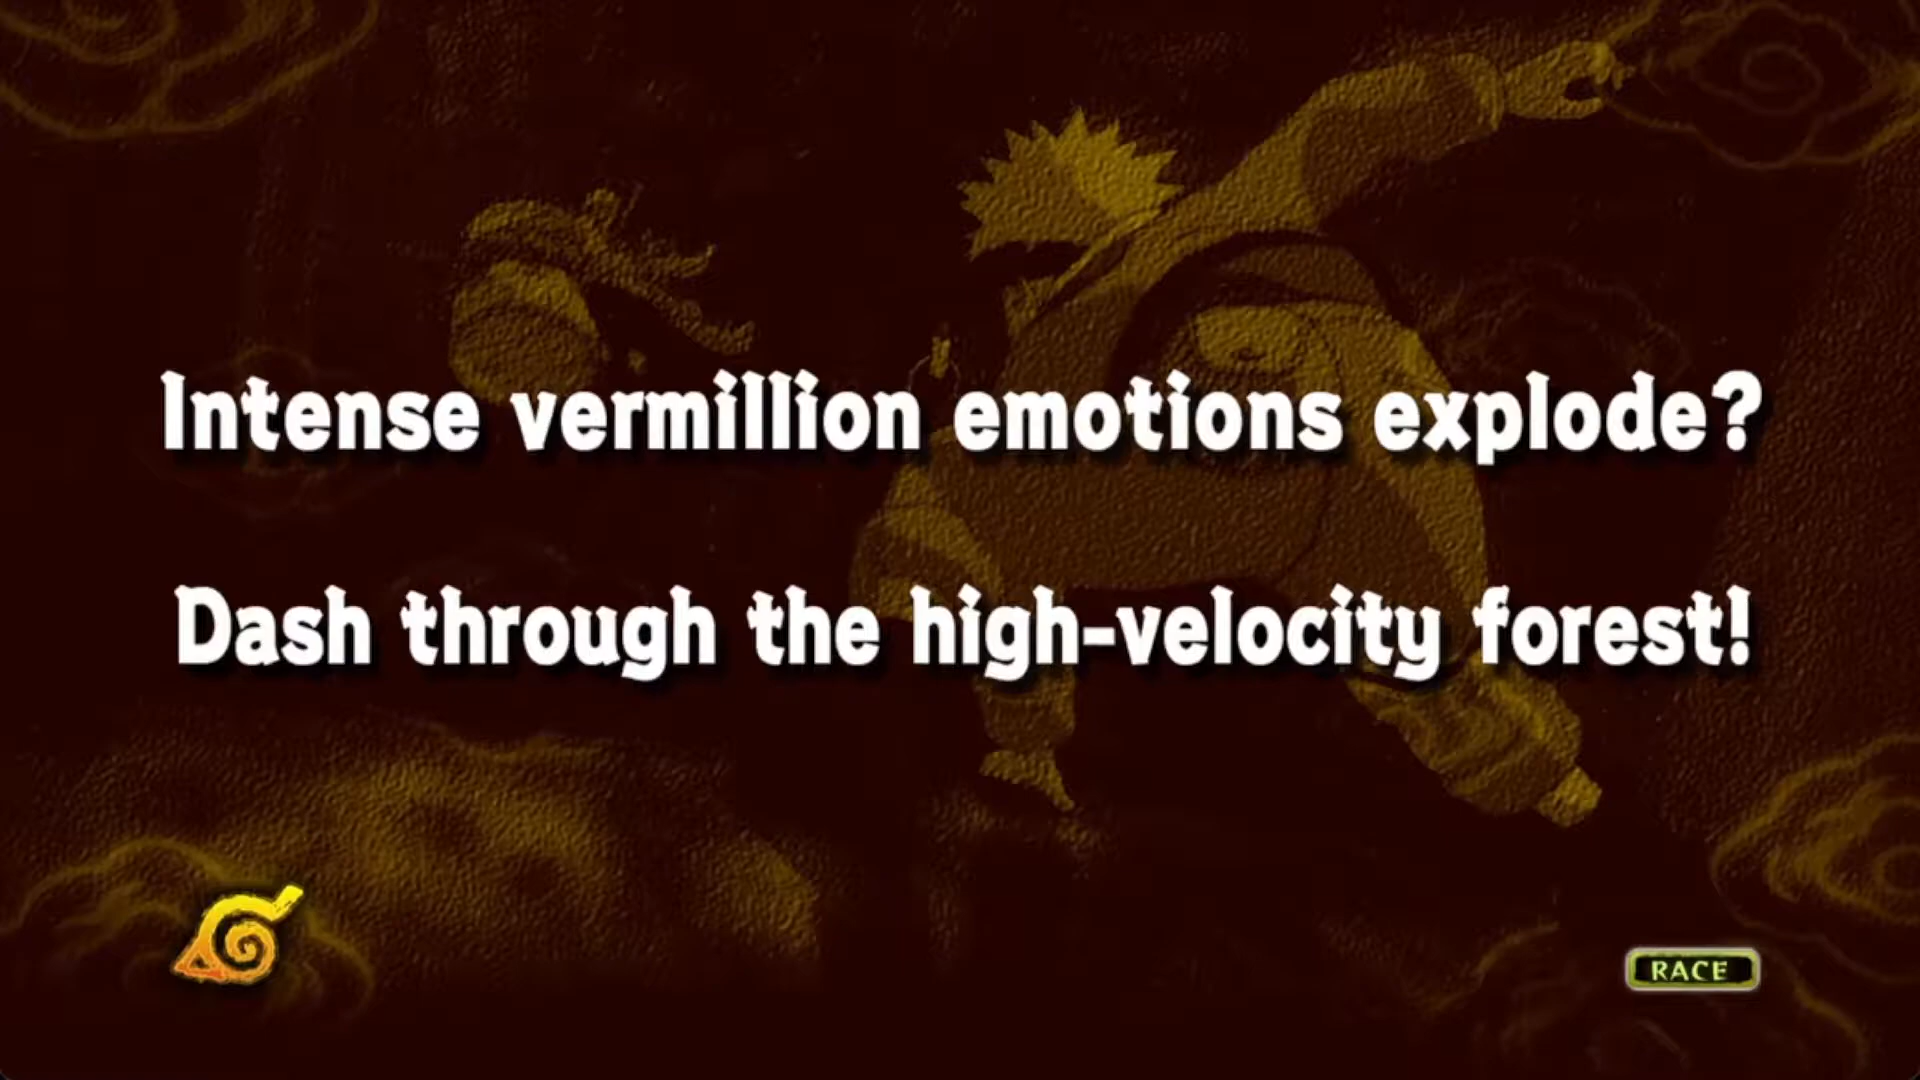 Intense vermillion emotions explode?
Dash through the high-velocity forest!
RACE